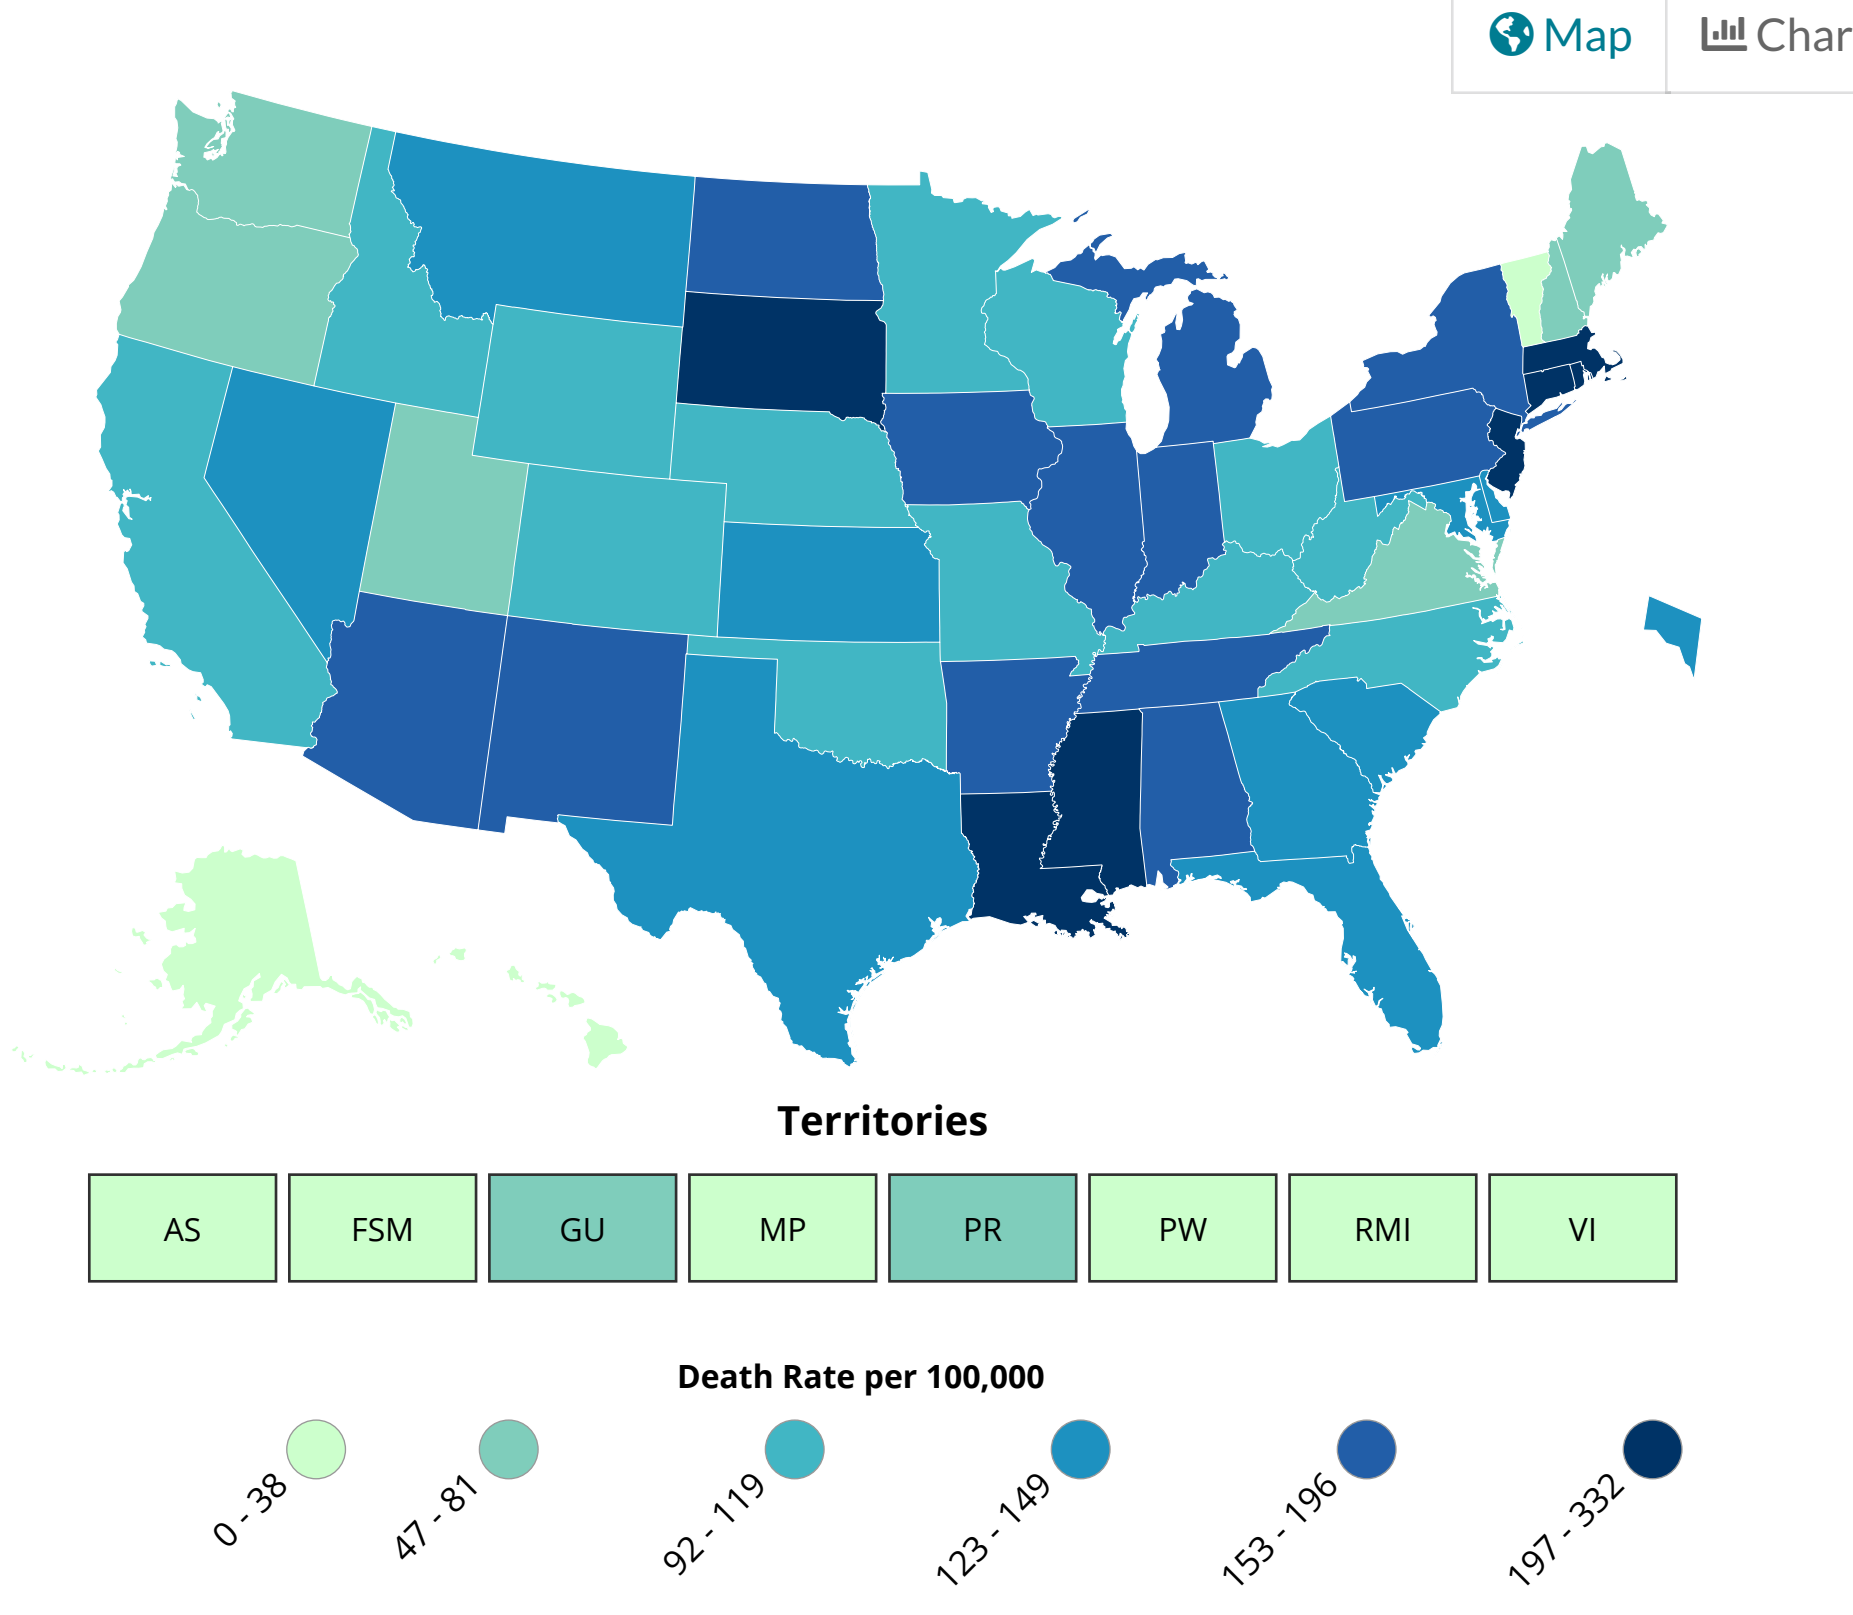 Map
Char
Territories
AS
FSM
GU
MP
PR
PW
RMI
VI
Death Rate per 100,000
0 - 38
47 - 81
92 - 119
123 - 149
153 - 196
197 - 332